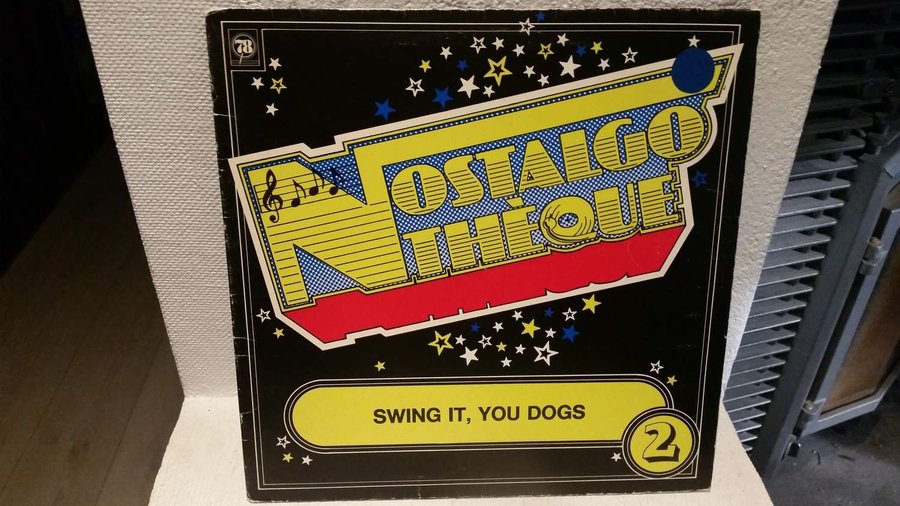 78
NOSTALGO
THÈQUE
SWING IT, YOU DOGS
2